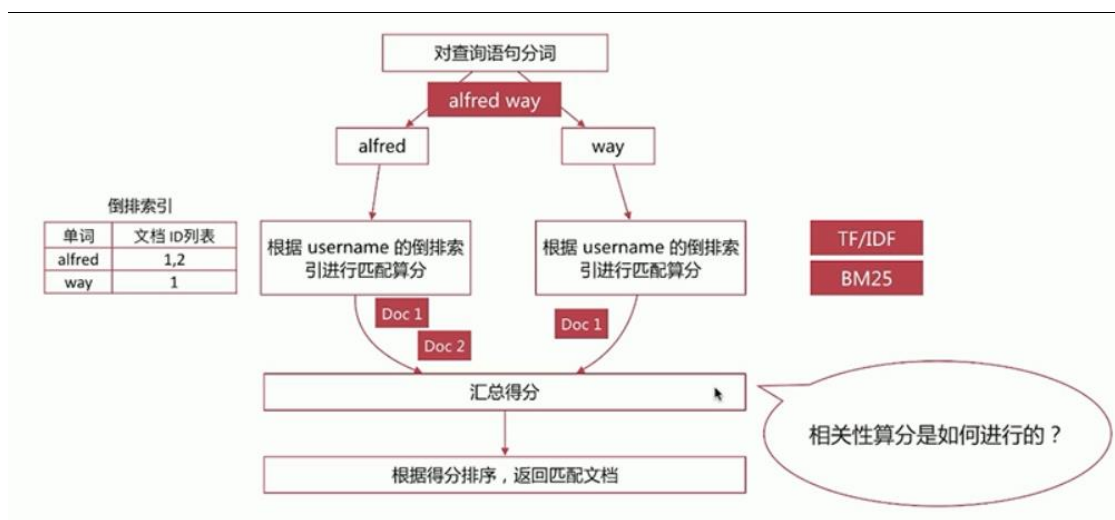 对查询语句分词
alfred way
alfred
way
倒排索引
单词 文档 ID列表
alfred 1,2
way 1
根据 username 的倒排索
引进行匹配算分
根据 username 的倒排索
引进行匹配算分
TF/IDF
BM25
Doc 1
Doc 2
Doc 1
汇总得分
相关性算分是如何进行的？
根据得分排序，返回匹配文档